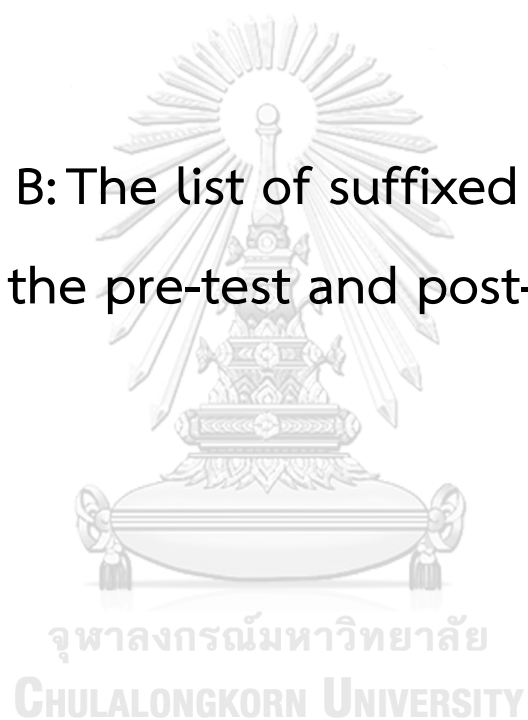 B: The list of suffixed
the pre-test and post-
จุฬาลงกรณ์มหาวิทยาลัย
CHULALONGKORN UNIVERSITY